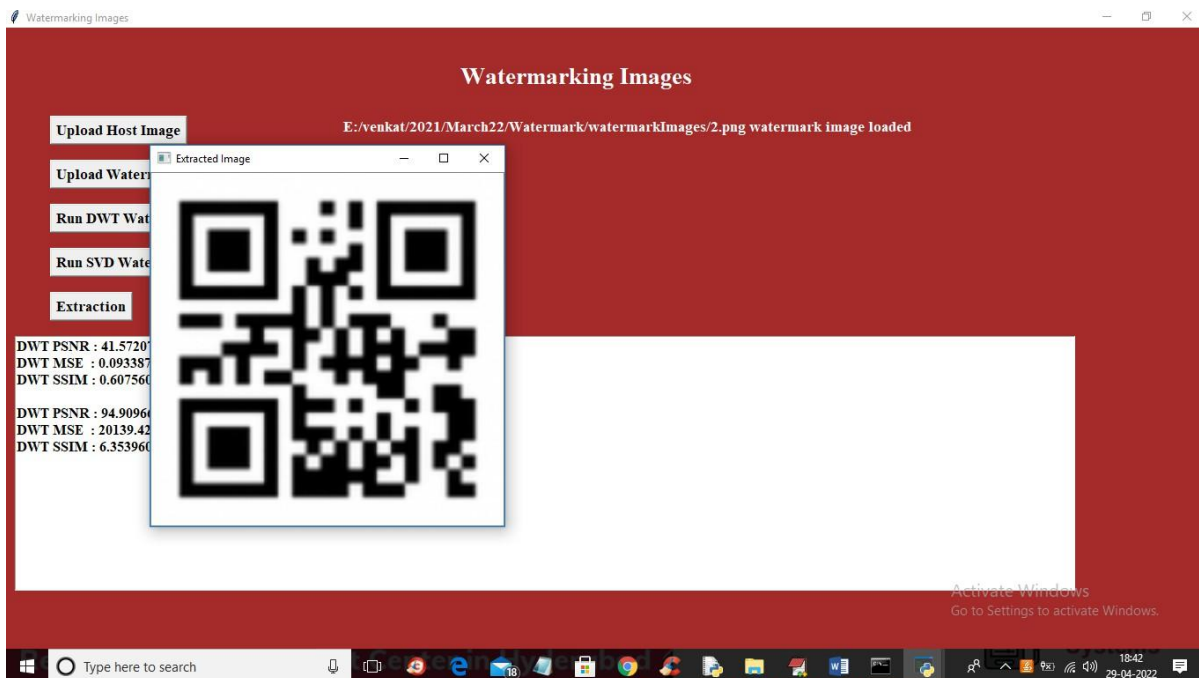 Watermarking Images
Watermarking Images
Upload Host Image
E:/venkat/2021/March22/Watermark/watermarkImages/2.png watermark image loaded
Extracted Image
Upload Water
Run DWT Wat
Run SVD Wate
Extraction
DWT PSNR : 41.5720
DWT MSE : 0.093387
DWT SSIM : 0.607560
DWT PSNR : 94.9096
DWT MSE : 20139.42
DWT SSIM : 6.353960
Activate Windows
Go to Settings to activate Windows.
Type here to search
18
18:42
29-04-2022